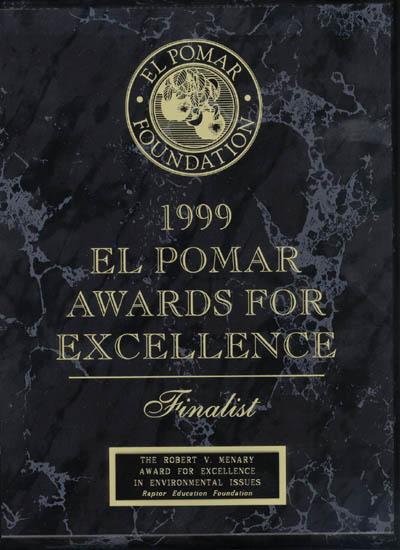 EL POMAR
FOUNDATION
1999
EL POMAR
AWARDS FOR
EXCELLENCE
Finalist
THE ROBERT V. MENARY
AWARD FOR EXCELLENCE
IN ENVIRONMENTAL ISSUES
Raptor Education Foundation